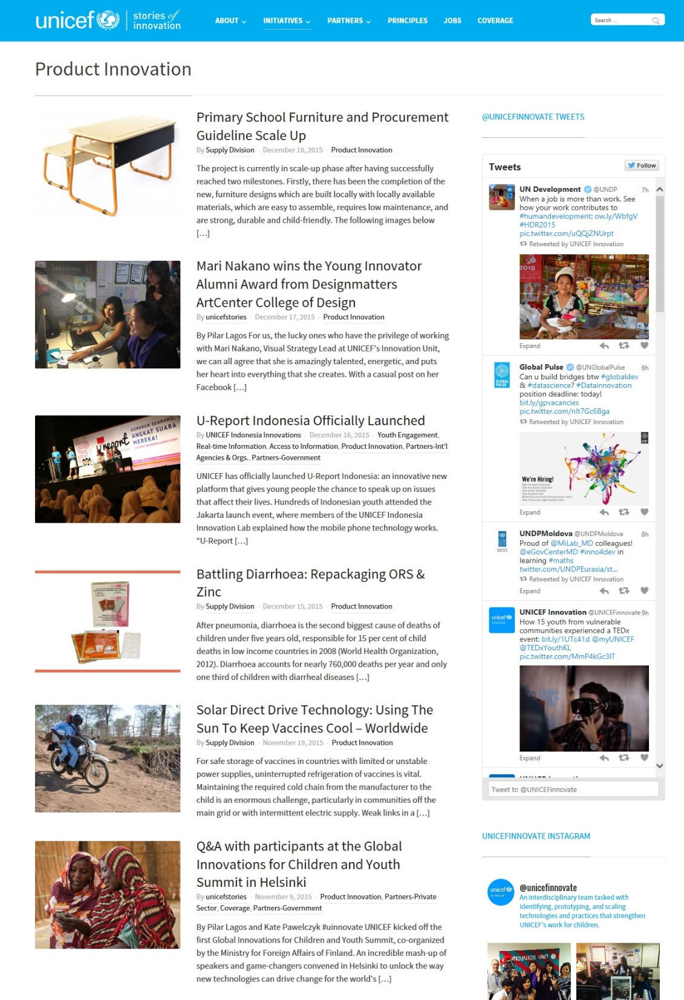 unicef
stories of
innovation
ABOUT
INITIATIVES
PARTNERS
PRINCIPLES
JOBS
COVERAGE
Search ...
Product Innovation
Primary School Furniture and Procurement
Guideline Scale Up
By Supply Division · December 18, 2015 · Product Innovation
The project is currently in scale-up phase after having successfully
reached two milestones. Firstly, there has been the completion of the
new, furniture designs which are built locally with locally available
materials, which are easy to assemble, requires low maintenance, and
are strong, durable and child-friendly. The following images below
[…]
Mari Nakano wins the Young Innovator
Alumni Award from Designmatters
ArtCenter College of Design
By unicefstories · December 17, 2015 · Product Innovation
By Pilar Lagos For us, the lucky ones who have the privilege of working
with Mari Nakano, Visual Strategy Lead at UNICEF’s Innovation Unit,
we can all agree that she is amazingly talented, energetic, and puts
her heart into everything that she creates. With a casual post on her
Facebook […]
GUNAKAN SUARAMU,
ANGKAT SUARA
MEREKA!
ureport
U-Report Indonesia Officially Launched
By UNICEF Indonesia Innovations · December 16, 2015 · Youth Engagement,
Real-time Information, Access to Information, Product Innovation, Partners-Int'l
Agencies & Orgs., Partners-Government
UNICEF has officially launched U-Report Indonesia: an innovative new
platform that gives young people the chance to speak up on issues
that affect their lives. Hundreds of Indonesian youth attended the
Jakarta launch event, where members of the UNICEF Indonesia
Innovation Lab explained how the mobile phone technology works.
“U-Report […]
Battling Diarrhoea: Repackaging ORS &
Zinc
By Supply Division · December 15, 2015 · Product Innovation
After pneumonia, diarrhoea is the second biggest cause of deaths of
children under five years old, responsible for 15 per cent of child
deaths in low income countries in 2008 (World Health Organization,
2012). Diarrhoea accounts for nearly 760,000 deaths per year and only
one third of children with diarrheal diseases […]
Solar Direct Drive Technology: Using The
Sun To Keep Vaccines Cool – Worldwide
By Supply Division · November 19, 2015 · Product Innovation
For safe storage of vaccines in countries with limited or unstable
power supplies, uninterrupted refrigeration of vaccines is vital.
Maintaining the required cold chain from the manufacturer to the
child is an enormous challenge, particularly in communities off the
main grid or with intermittent electric supply. Weak links in a […]
Q&A with participants at the Global
Innovations for Children and Youth
Summit in Helsinki
By unicefstories · November 9, 2015 · Product Innovation, Partners-Private
Sector, Coverage, Partners-Government
By Pilar Lagos and Kate Pawelczyk #uinnovate UNICEF kicked off the
first Global Innovations for Children and Youth Summit, co-organized
by the Ministry for Foreign Affairs of Finland. An incredible mash-up of
speakers and game-changers convened in Helsinki to unlock the way
new technologies can drive change for the world’s […]
@UNICEFINNOVATE TWEETS
Tweets
Follow
UN Development @UNDP 7h
When a job is more than work. See
how your work contributes to
#humandevelopment: ow.ly/WbfgV
#HDR2015
pic.twitter.com/uQQjZNUrpt
Retweeted by UNICEF Innovation
2015
Expand
GLOBAL
PULSE
Global Pulse @UNGlobalPulse 6h
Can u build bridges btw #globaldev
& #datascience? #Datainnovation
position deadline: today!
bit.ly/gpvacancies
pic.twitter.com/nIt7Gc6Bga
Retweeted by UNICEF Innovation
We're Hiring!
Expand
UNDPMoldova @UNDPMoldova 8h
Proud of @MiLab_MD colleagues!
@eGovCenterMD #inno4dev in
learning #maths
twitter.com/UNDPEurasia/st...
Retweeted by UNICEF Innovation
Expand
unicef
UNICEF Innovation @UNICEFinnovate 9h
How 15 youth from vulnerable
communities experienced a TEDx
event: bit.ly/1UTc41d @myUNICEF
@TEDxYouthKL
pic.twitter.com/MmP4kGc3IT
Expand
Tweet to @UNICEFinnovate
UNICEFINNOVATE INSTAGRAM
unicef
@unicefinnovate
An interdisciplinary team tasked with
identifying, prototyping, and scaling
technologies and practices that strengthen
UNICEF's work for children.
INNOVATION UNIT